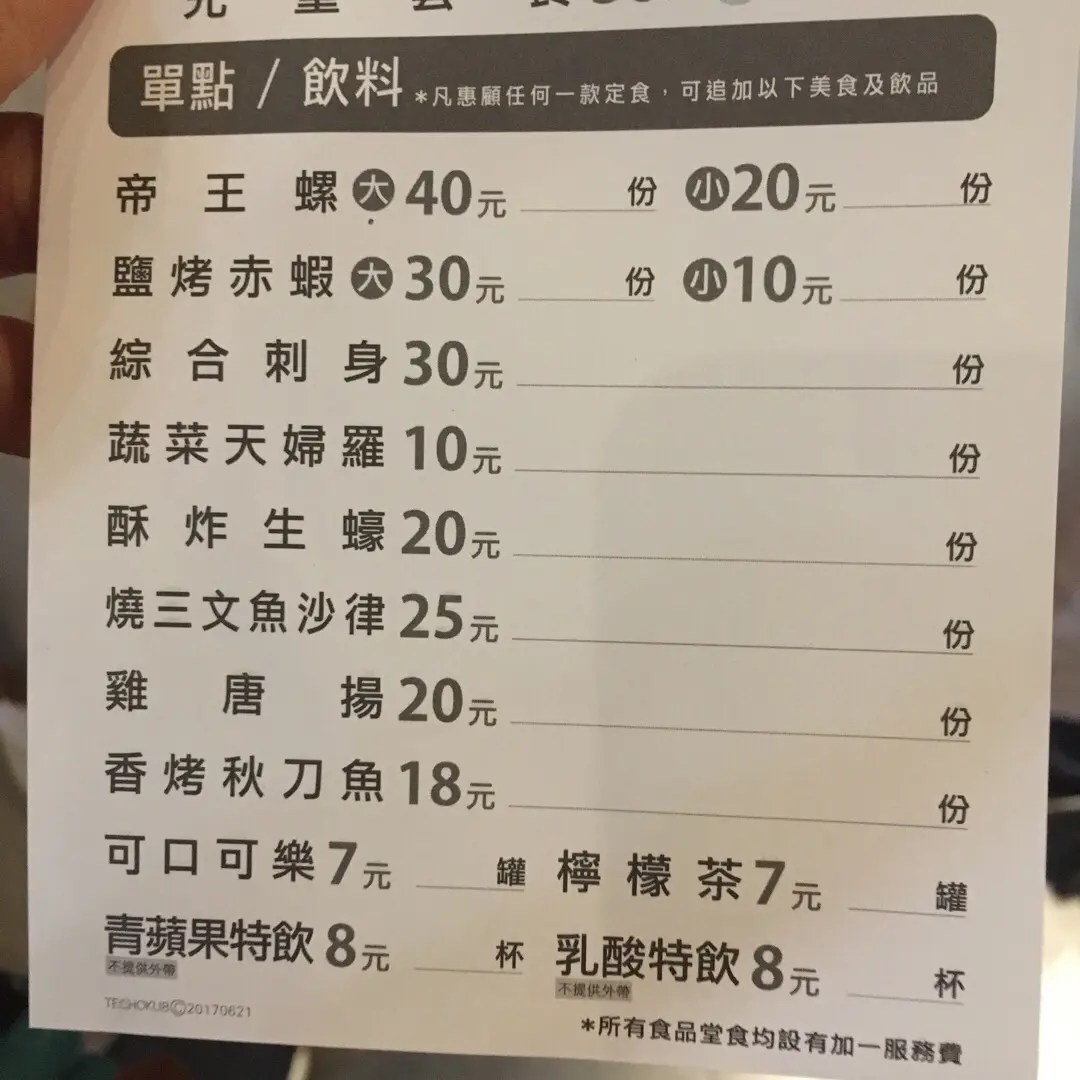 單點 / 飲料 *凡惠顧任何一款定食，可追加以下美食及飲品
帝王螺 大 40元 份 小 20元 份
鹽烤赤蝦 大 30元 份 小 10元 份
綜合刺身 30元 份
蔬菜天婦羅 10元 份
酥炸生蠔 20元 份
燒三文魚沙律 25元 份
雞唐揚 20元 份
香烤秋刀魚 18元 份
可口可樂 7元 罐 檸檬茶 7元 罐
青蘋果特飲 8元 杯 乳酸特飲 8元 杯
不提供外帶 不提供外帶
©20170621
*所有食品堂食均設有加一服務費